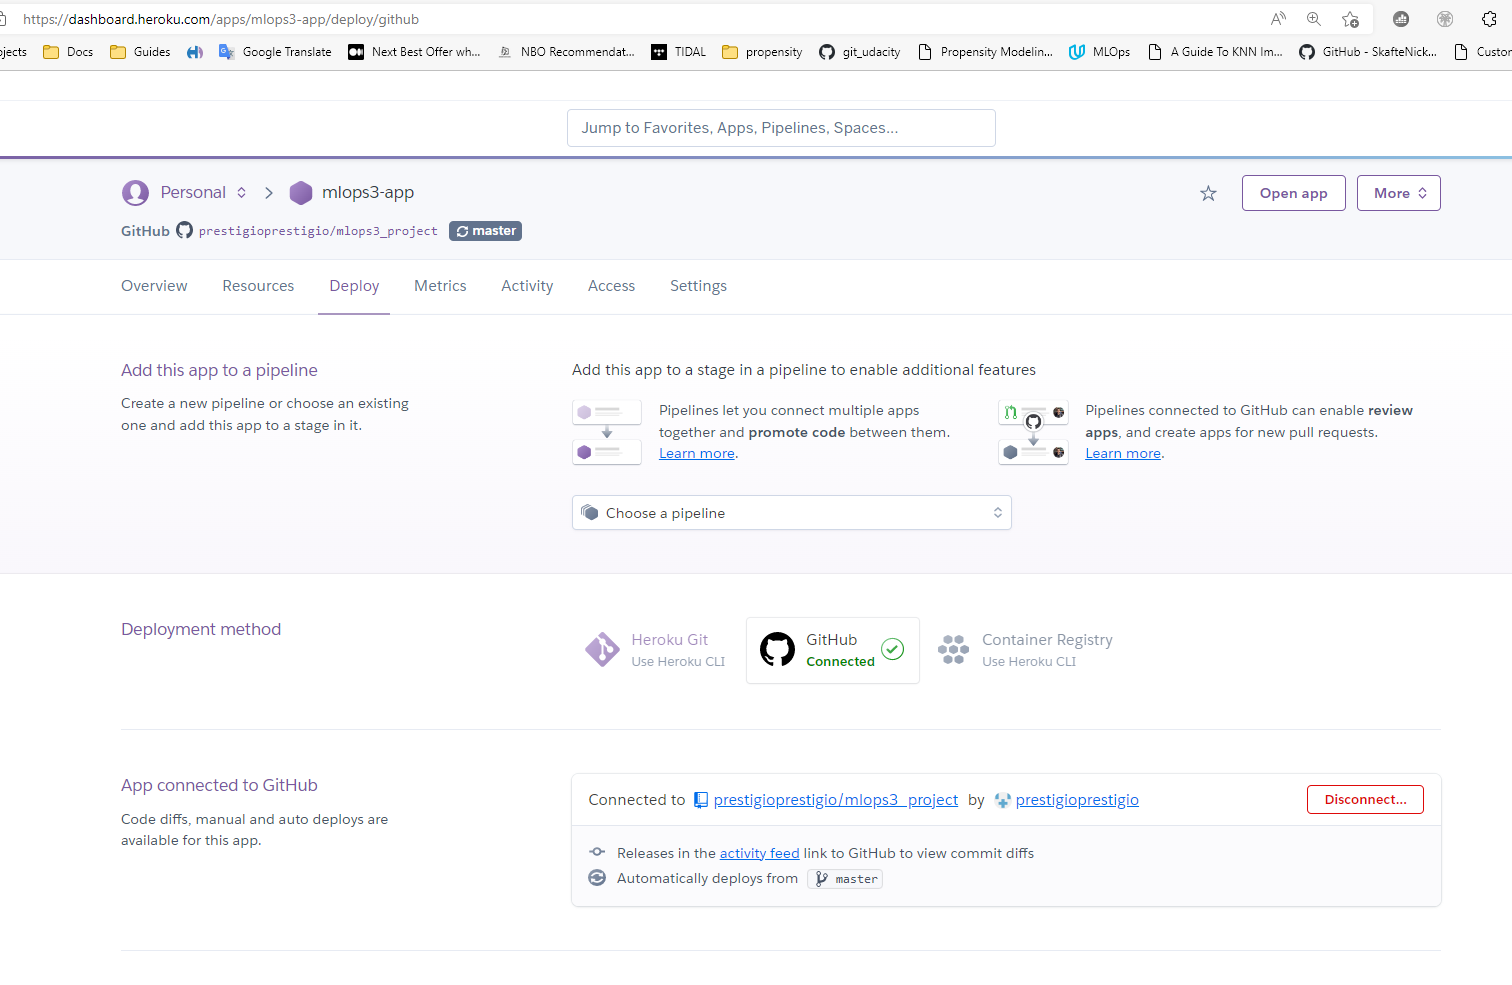 https://dashboard.heroku.com/apps/mlops3-app/deploy/github
ojects Docs Guides Google Translate Next Best Offer wh... NBO Recommendat... TIDAL propensity git_udacity Propensity Modelin... MLOps A Guide To KNN Im... GitHub - SkafteNick... Custor
Jump to Favorites, Apps, Pipelines, Spaces...
Personal mlops3-app Open app More
GitHub prestigioprestigio/mlops3_project master
Overview Resources Deploy Metrics Activity Access Settings
Add this app to a pipeline
Create a new pipeline or choose an existing
one and add this app to a stage in it.
Add this app to a stage in a pipeline to enable additional features
Pipelines let you connect multiple apps
together and promote code between them.
Learn more.
Pipelines connected to GitHub can enable review
apps, and create apps for new pull requests.
Learn more.
Choose a pipeline
Deployment method
Heroku Git
Use Heroku CLI
GitHub
Connected
Container Registry
Use Heroku CLI
App connected to GitHub
Code diffs, manual and auto deploys are
available for this app.
Connected to prestigioprestigio/mlops3_project by prestigioprestigio Disconnect...
Releases in the activity feed link to GitHub to view commit diffs
Automatically deploys from master